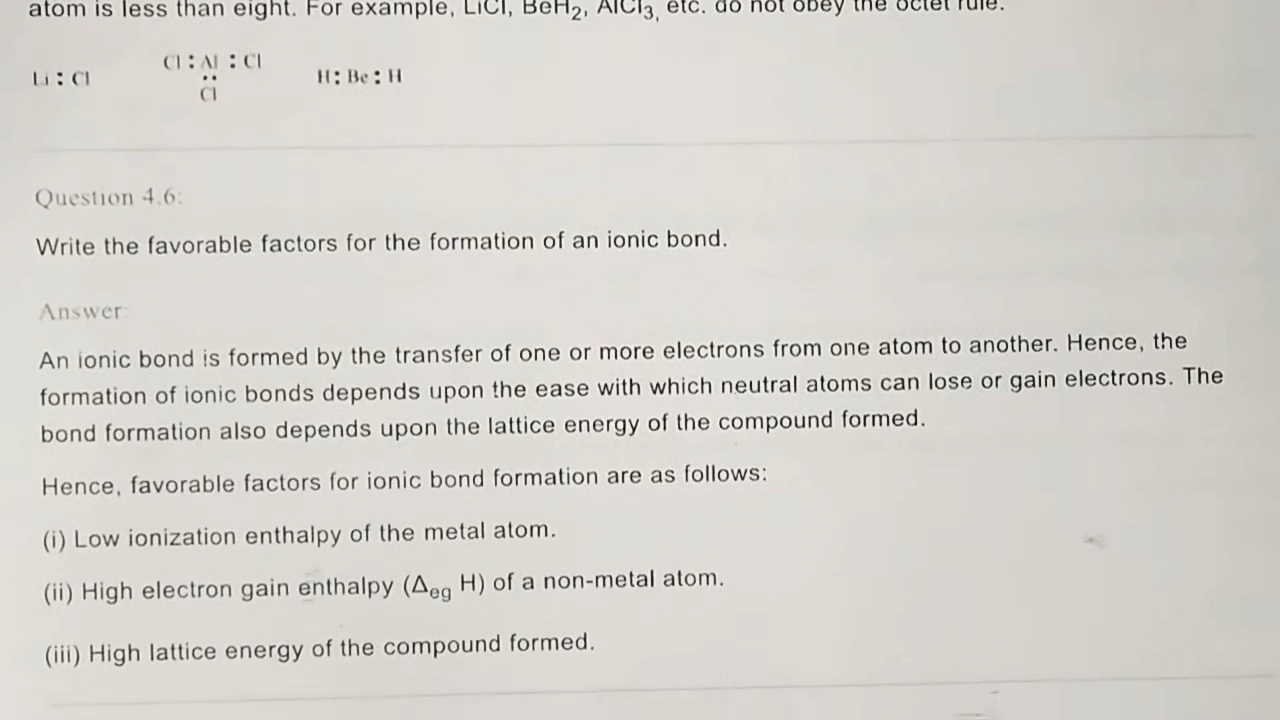 atom is less than eight. For example, LiCl, BeH₂, AlCl₃, etc. do not obey the octet rule.
Li : Cl
Cl : Al : Cl
..
Cl
H : Be : H
Question 4.6:
Write the favorable factors for the formation of an ionic bond.
Answer:
An ionic bond is formed by the transfer of one or more electrons from one atom to another. Hence, the
formation of ionic bonds depends upon the ease with which neutral atoms can lose or gain electrons. The
bond formation also depends upon the lattice energy of the compound formed.
Hence, favorable factors for ionic bond formation are as follows:
(i) Low ionization enthalpy of the metal atom.
(ii) High electron gain enthalpy (Δeg H) of a non-metal atom.
(iii) High lattice energy of the compound formed.